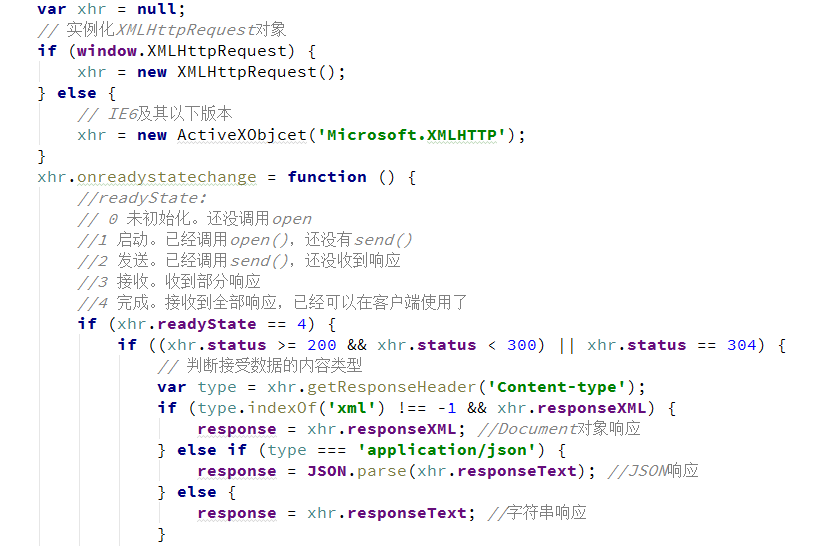 var xhr = null;
// 实例化XMLHttpRequest对象
if (window.XMLHttpRequest) {
xhr = new XMLHttpRequest();
} else {
// IE6及其以下版本
xhr = new ActiveXObjcet('Microsoft.XMLHTTP');
}
xhr.onreadystatechange = function () {
//readyState:
// 0 未初始化。还没调用open
//1 启动。已经调用open()，还没有send()
//2 发送。已经调用send()，还没收到响应
//3 接收。收到部分响应
//4 完成。接收到全部响应，已经可以在客户端使用了
if (xhr.readyState == 4) {
if ((xhr.status >= 200 && xhr.status < 300) || xhr.status == 304) {
// 判断接受数据的内容类型
var type = xhr.getResponseHeader('Content-type');
if (type.indexOf('xml') !== -1 && xhr.responseXML) {
response = xhr.responseXML; //Document对象响应
} else if (type === 'application/json') {
response = JSON.parse(xhr.responseText); //JSON响应
} else {
response = xhr.responseText; //字符串响应
}